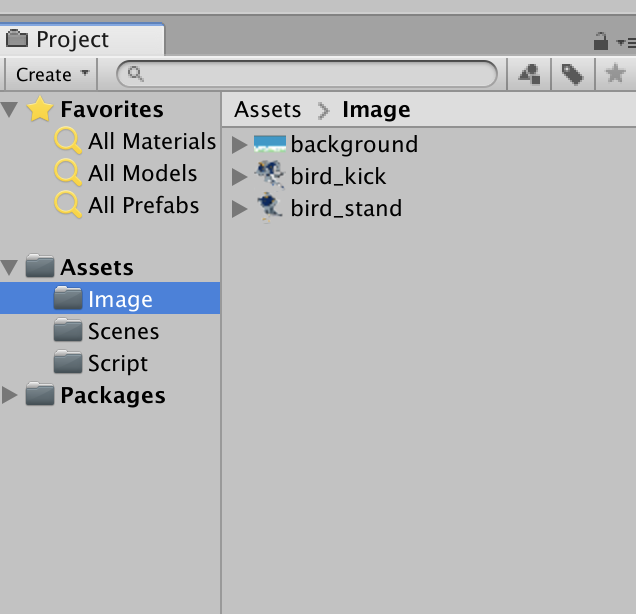 Project
Create
Favorites
All Materials
All Models
All Prefabs
Assets
Image
Scenes
Script
Packages
Assets > Image
background
bird_kick
bird_stand